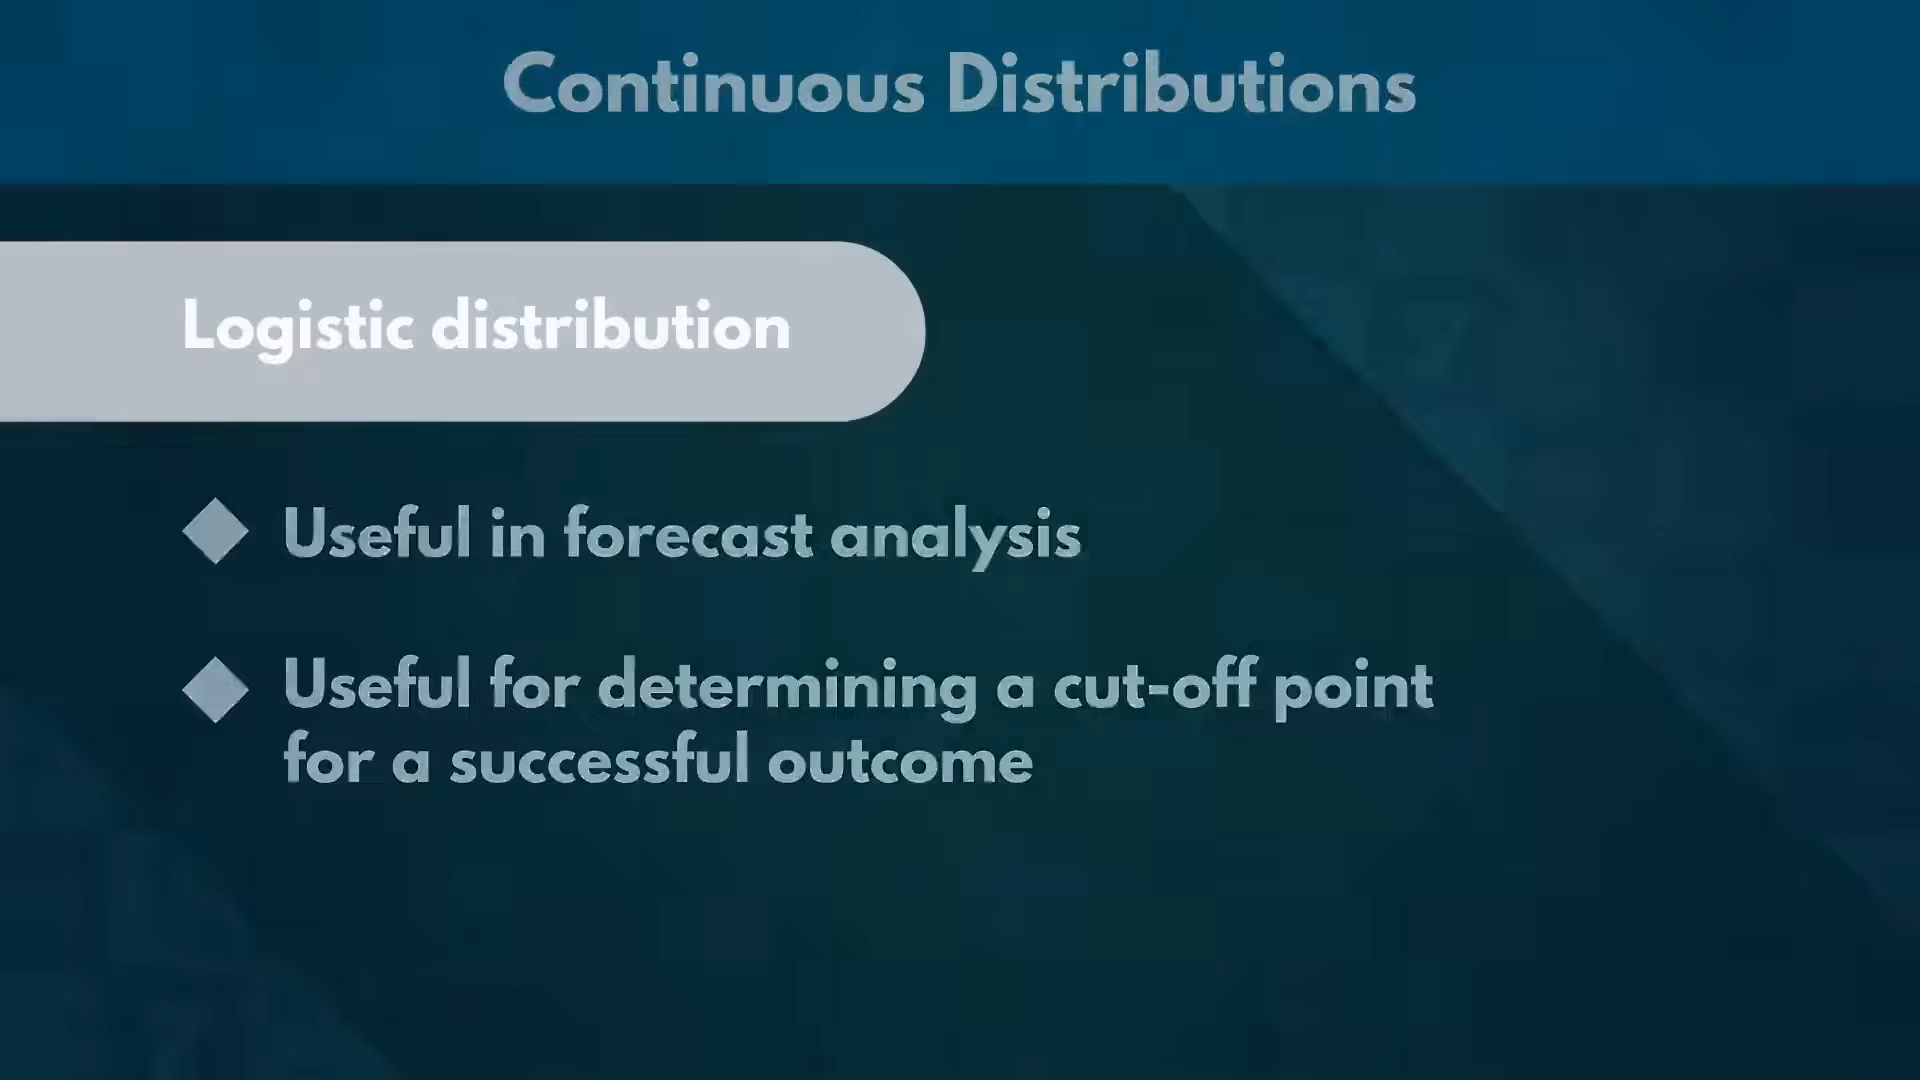 Continuous Distributions
Logistic distribution
Useful in forecast analysis
Useful for determining a cut-off point
for a successful outcome